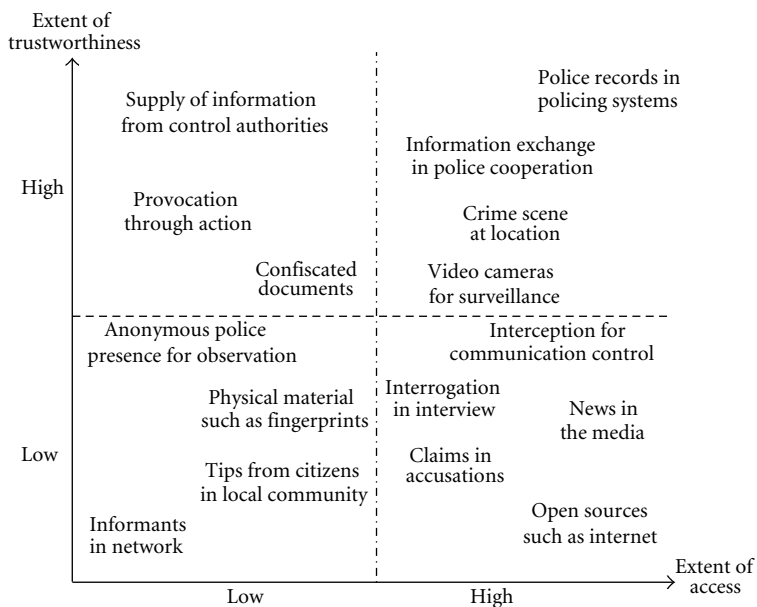 Extent of
trustworthiness
Police records in
policing systems
Supply of information
from control authorities
Information exchange
in police cooperation
High
Provocation
through action
Crime scene
at location
Confiscated
documents
Video cameras
for surveillance
Anonymous police
presence for observation
Interception for
communication control
Physical material
such as fingerprints
Interrogation
in interview
News in
the media
Low
Tips from citizens
in local community
Claims in
accusations
Informants
in network
Open sources
such as internet
Extent of
access
Low
High